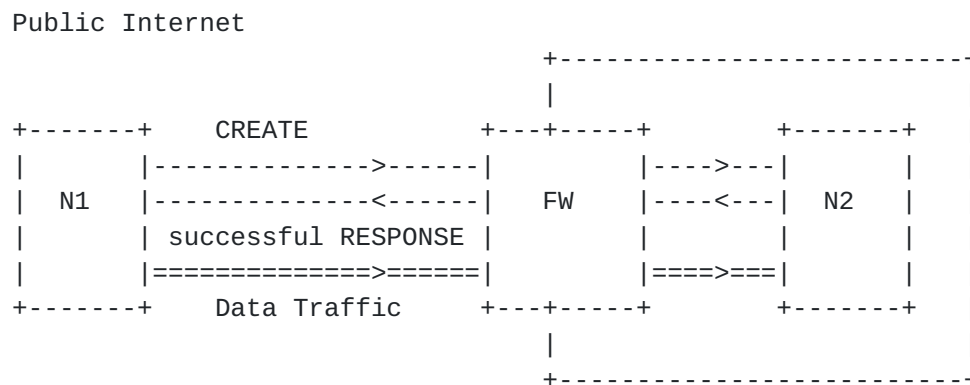 Public Internet
CREATE
N1 FW N2
successful RESPONSE
Data Traffic